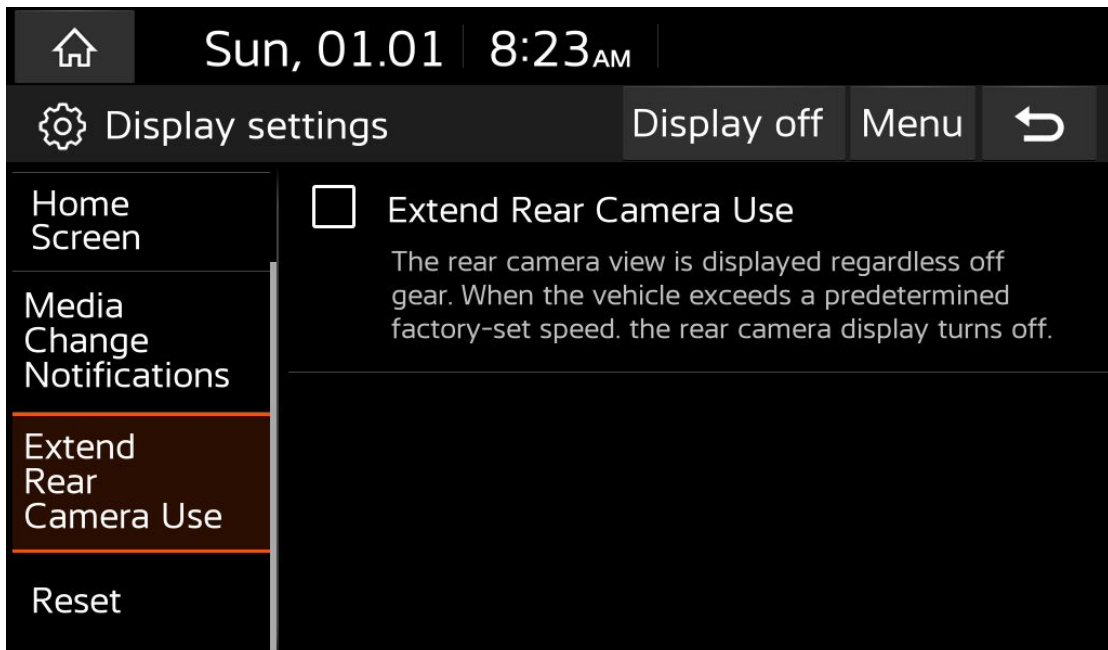 Sun, 01.01 8:23AM
Display settings Display off Menu
Home
Screen
Media
Change
Notifications
Extend
Rear
Camera Use
Reset
Extend Rear Camera Use
The rear camera view is displayed regardless off
gear. When the vehicle exceeds a predetermined
factory-set speed. the rear camera display turns off.